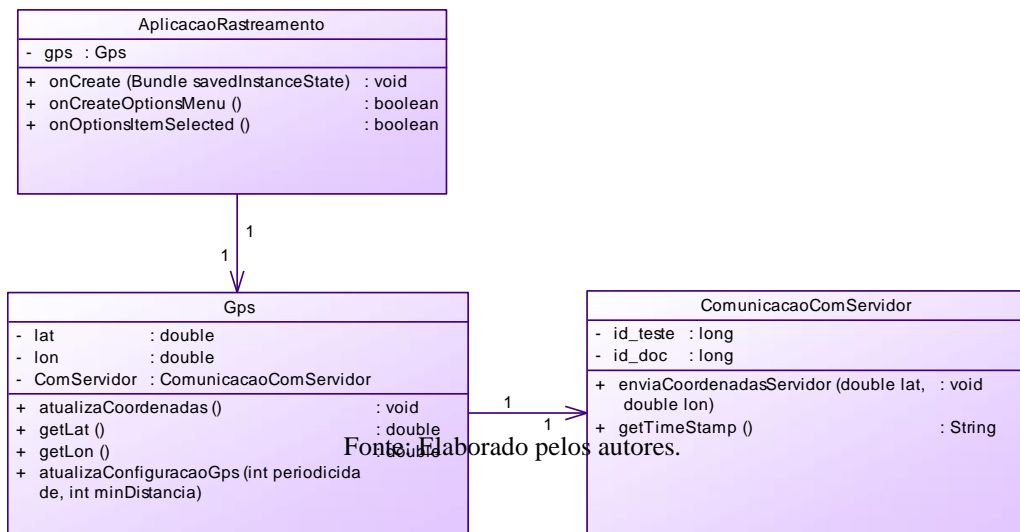 AplicacaoRastreamento
- gps : Gps
+ onCreate (Bundle savedInstanceState) : void
+ onCreateOptionsMenu () : boolean
+ onOptionsItemSelected () : boolean
1
1
Gps
- lat : double
- lon : double
- ComServidor : ComunicacaoComServidor
+ atualizaCoordenadas () : void
+ getLat () : double
+ getLon () : double
+ atualizaConfiguracaoGps (int periodicida
de, int minDistancia)
1
1
ComunicacaoComServidor
- id_teste : long
- id_doc : long
+ enviaCoordenadasServidor (double lat, : void
double lon)
+ getTimeStamp () : String
Fonte: Elaborado pelos autores.